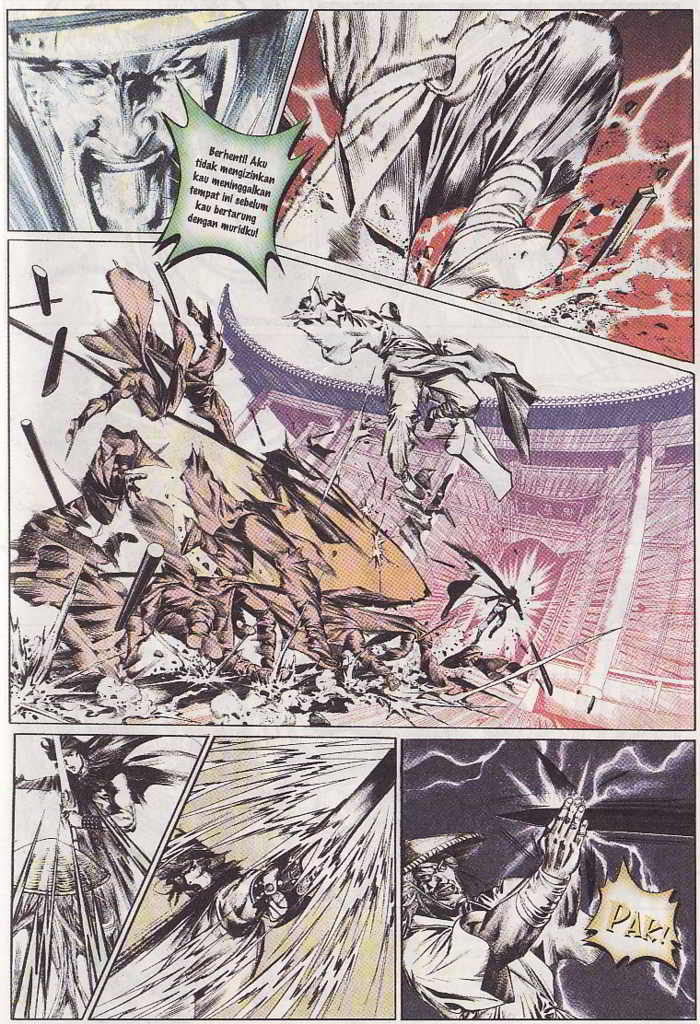 Berhenti! Aku
tidak mengizinkan
kau meninggalkan
tempat ini sebelum
kau bertarung
dengan muridku!
PAK!